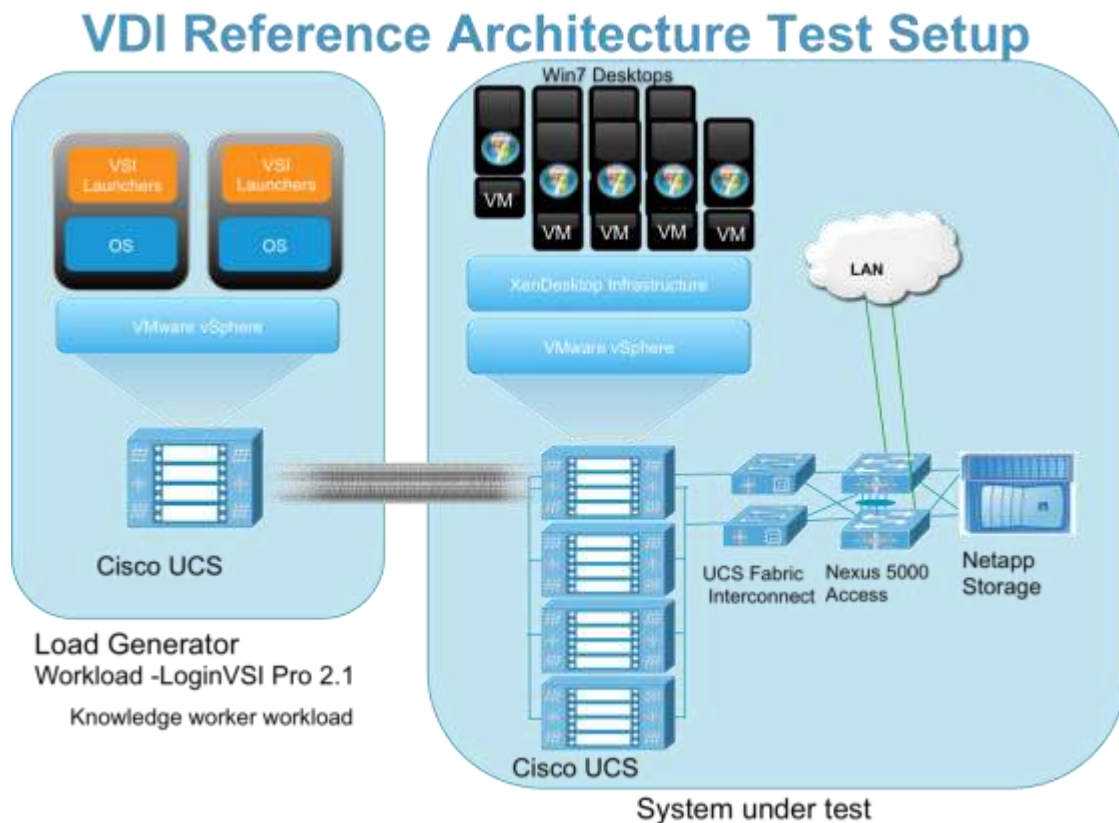 VDI Reference Architecture Test Setup
Win7 Desktops
VSI
Launchers
VSI
Launchers
OS
OS
VM
VM
VM
VM
VM
VMware vSphere
XenDesktop Infrastructure
VMware vSphere
LAN
Cisco UCS
UCS Fabric
Interconnect
Nexus 5000
Access
Netapp
Storage
Load Generator
Workload -LoginVSI Pro 2.1
Knowledge worker workload
Cisco UCS
System under test